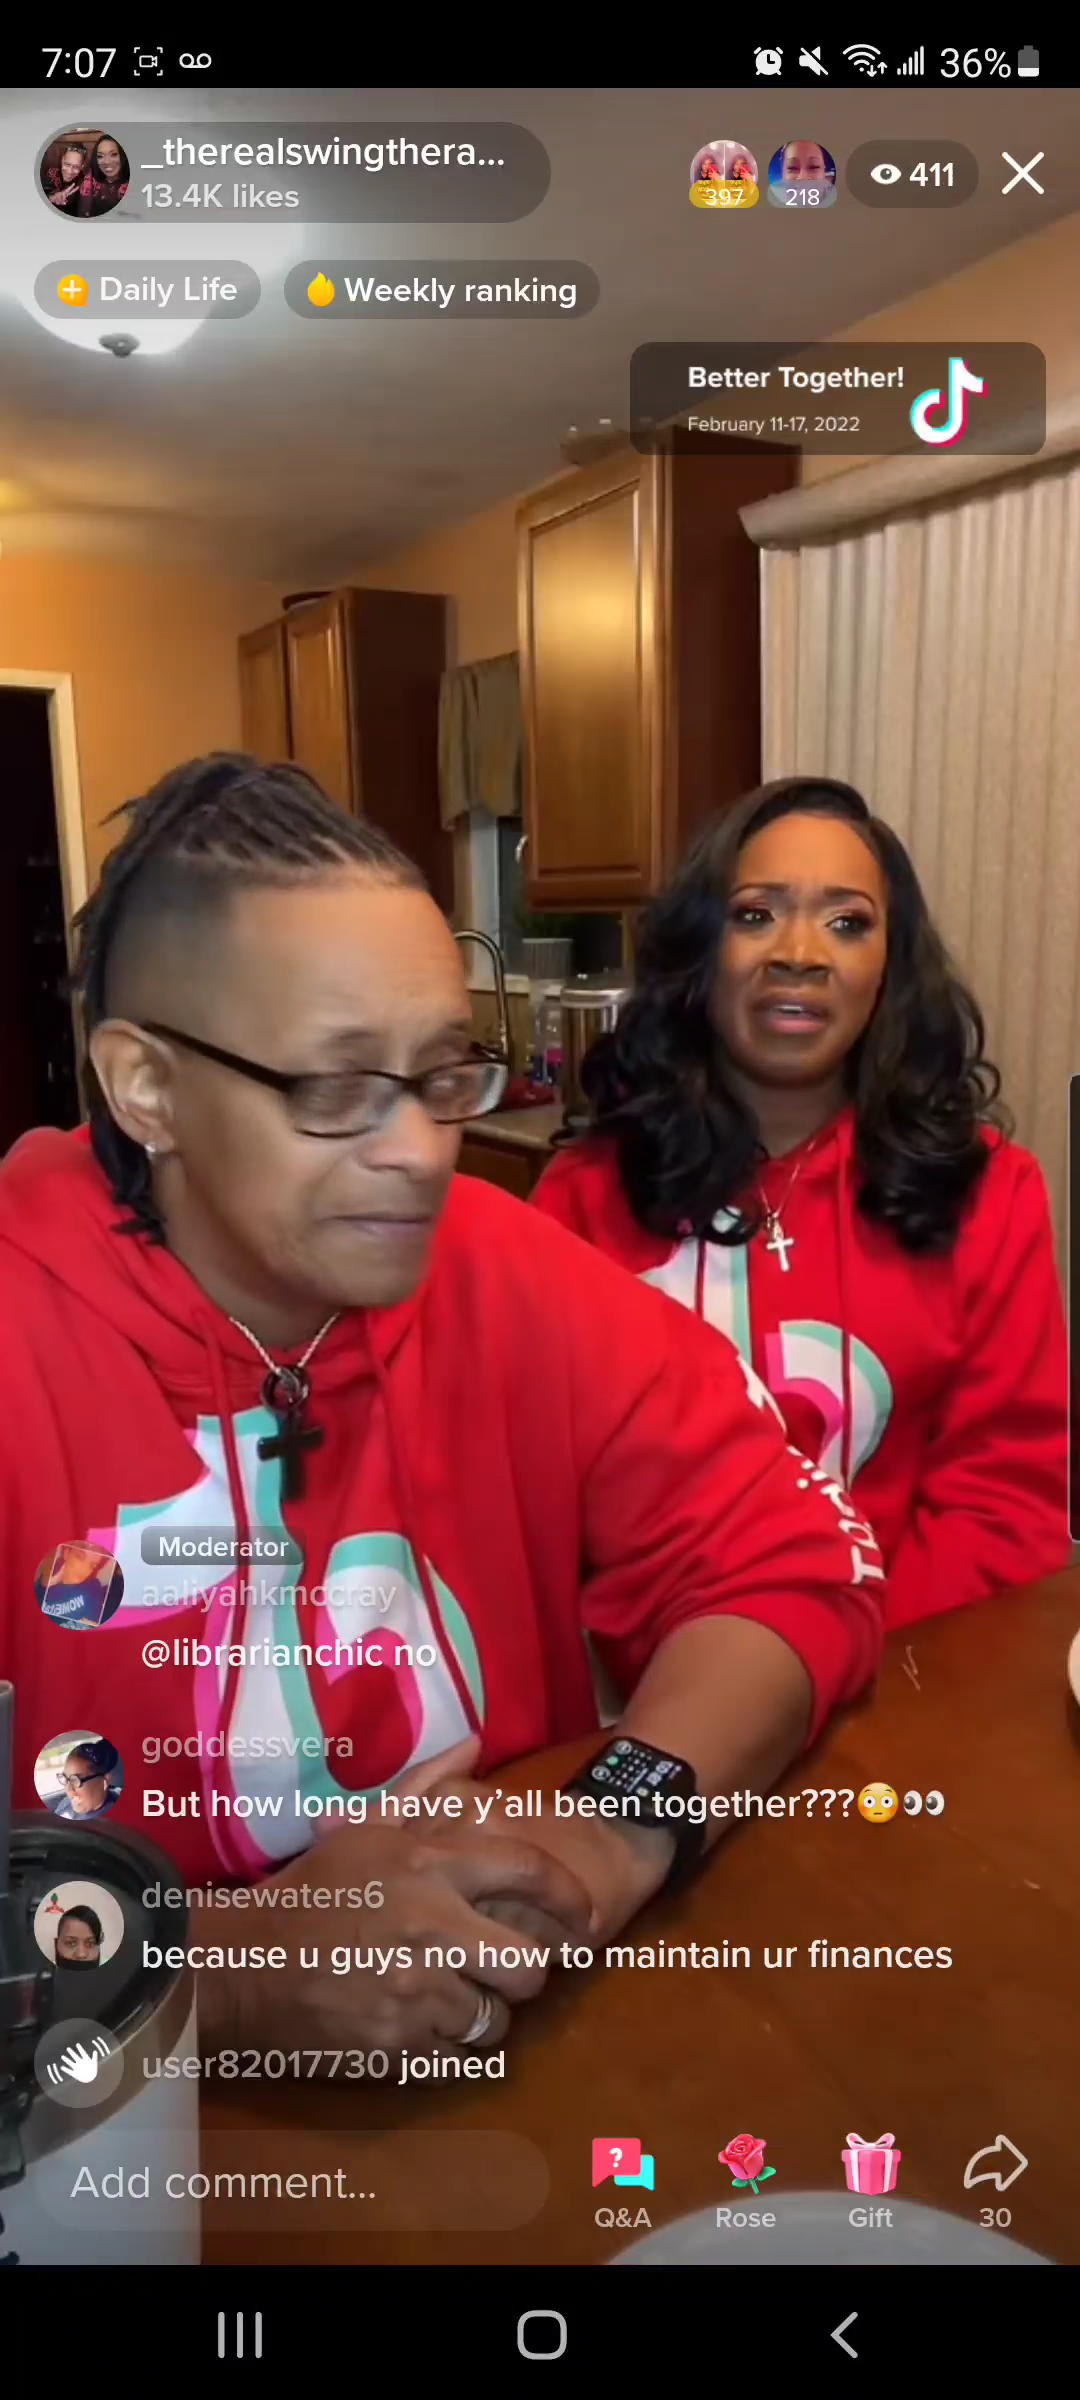 7:07
36%
_therealswingthera...
13.4K likes
397
218
411
Daily Life
Weekly ranking
Better Together!
February 11-17, 2022
Moderator
aaliyahkmccray
@librarianchic no
goddessvera
But how long have y’all been together???😳👀
denisewaters6
because u guys no how to maintain ur finances
user82017730 joined
Add comment...
Q&A
Rose
Gift
30